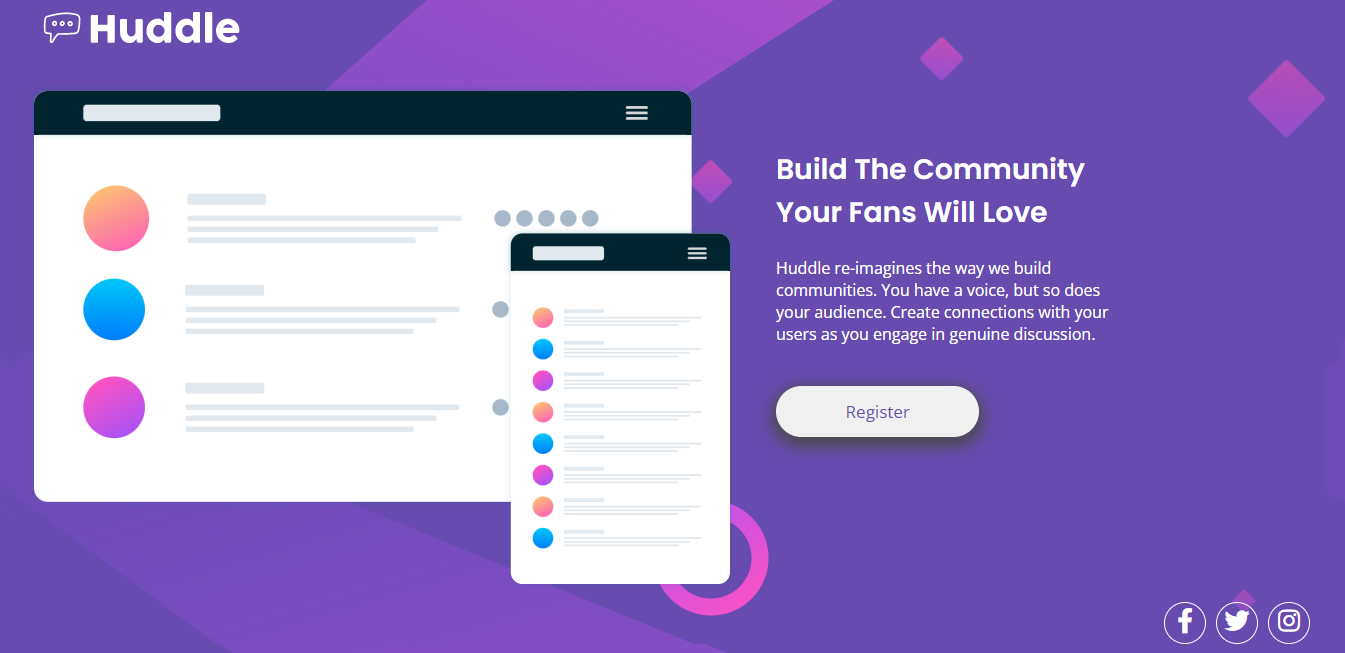 Huddle
Build The Community
Your Fans Will Love
Huddle re-imagines the way we build
communities. You have a voice, but so does
your audience. Create connections with your
users as you engage in genuine discussion.
Register